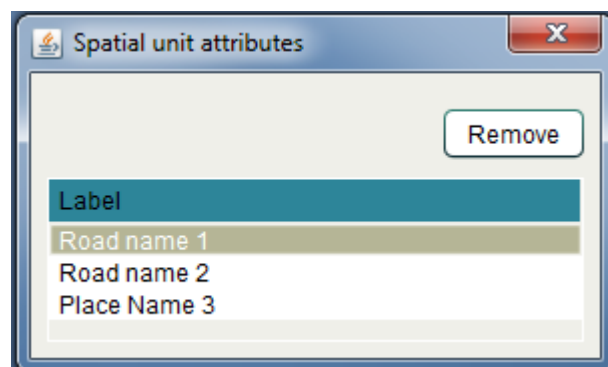 Spatial unit attributes
Remove
Label
Road name 1
Road name 2
Place Name 3